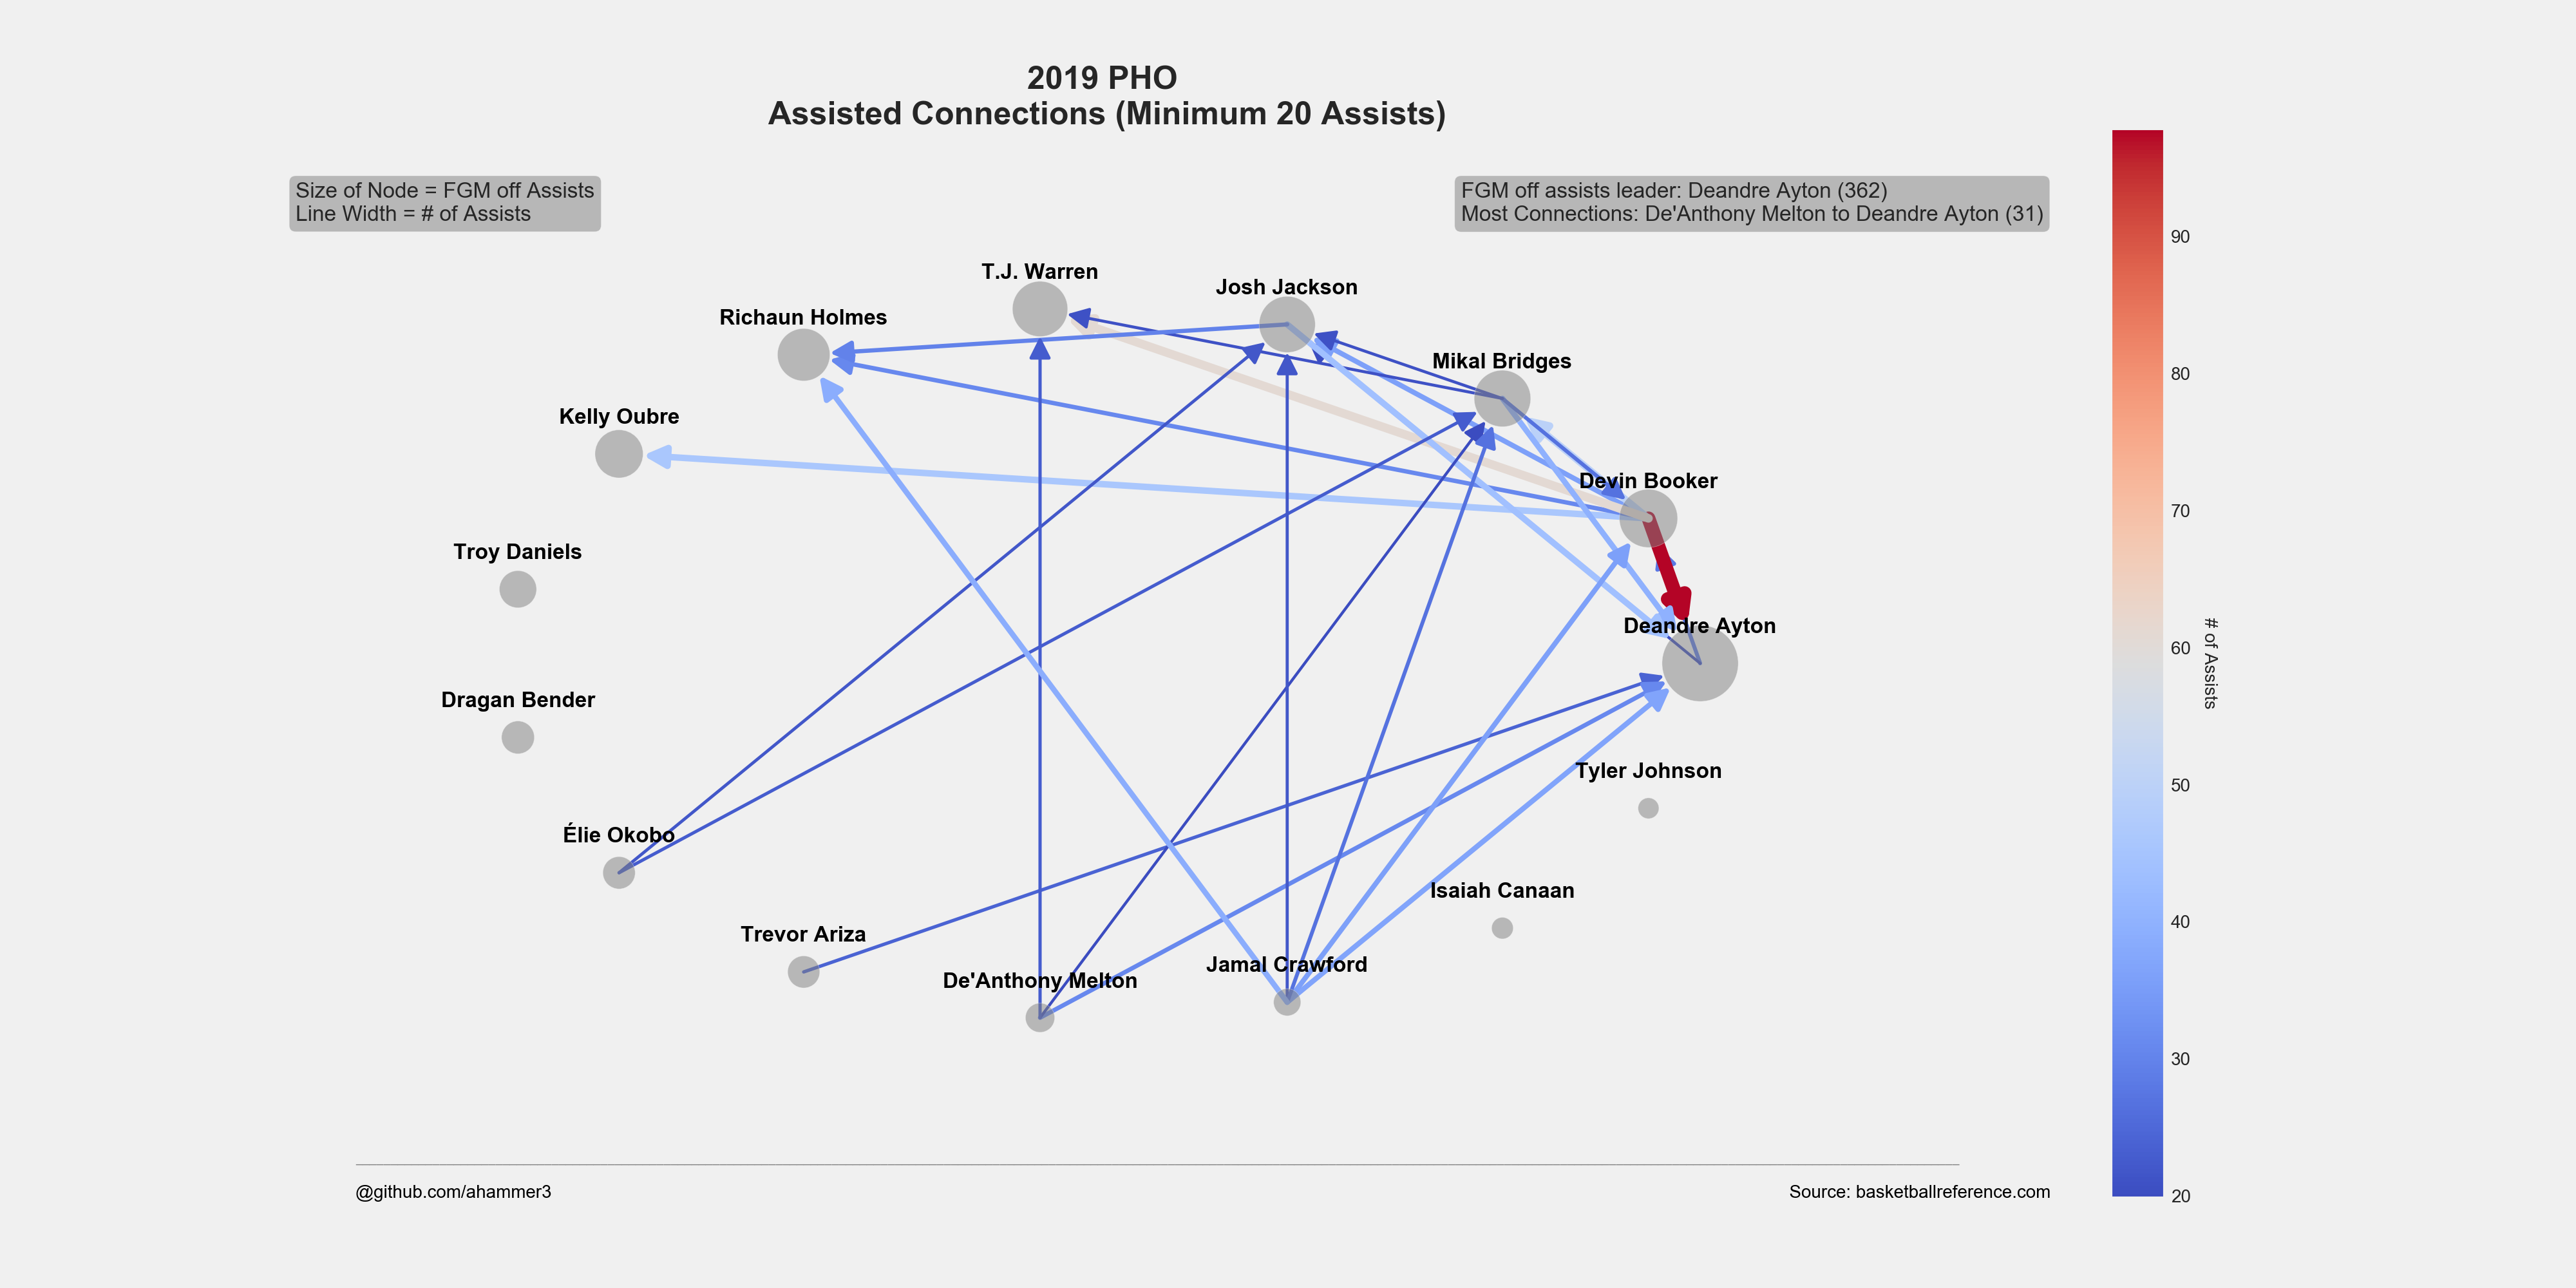 2019 PHO
Assisted Connections (Minimum 20 Assists)
Size of Node = FGM off Assists
Line Width = # of Assists
FGM off assists leader: Deandre Ayton (362)
Most Connections: De'Anthony Melton to Deandre Ayton (31)
T.J. Warren
Josh Jackson
Richaun Holmes
Mikal Bridges
Kelly Oubre
Devin Booker
Troy Daniels
Deandre Ayton
Dragan Bender
Tyler Johnson
Élie Okobo
Isaiah Canaan
Trevor Ariza
De'Anthony Melton
Jamal Crawford
90
80
70
60
50
40
30
20
# of Assists
@github.com/ahammer3
Source: basketballreference.com